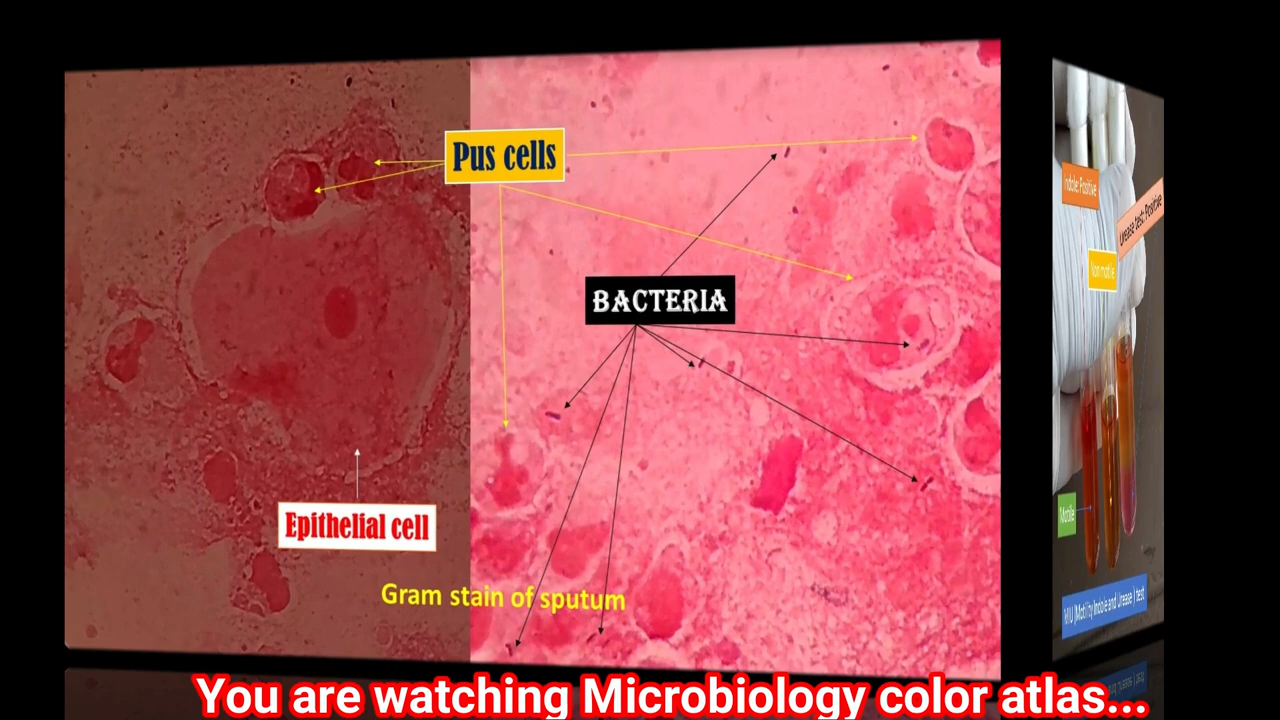 Pus cells
BACTERIA
Epithelial cell
Gram stain of sputum
Indole: Positive
Urease test: Positive
Non motile
Motile
MIU (Motility Indole and Urease) test
You are watching Microbiology color atlas...